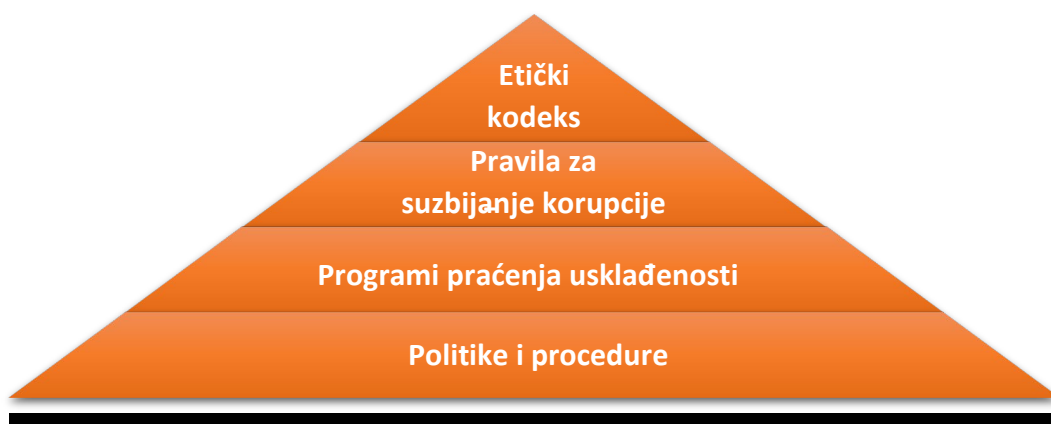 Etički
kodeks
Pravila za
suzbijanje korupcije
Programi praćenja usklađenosti
Politike i procedure